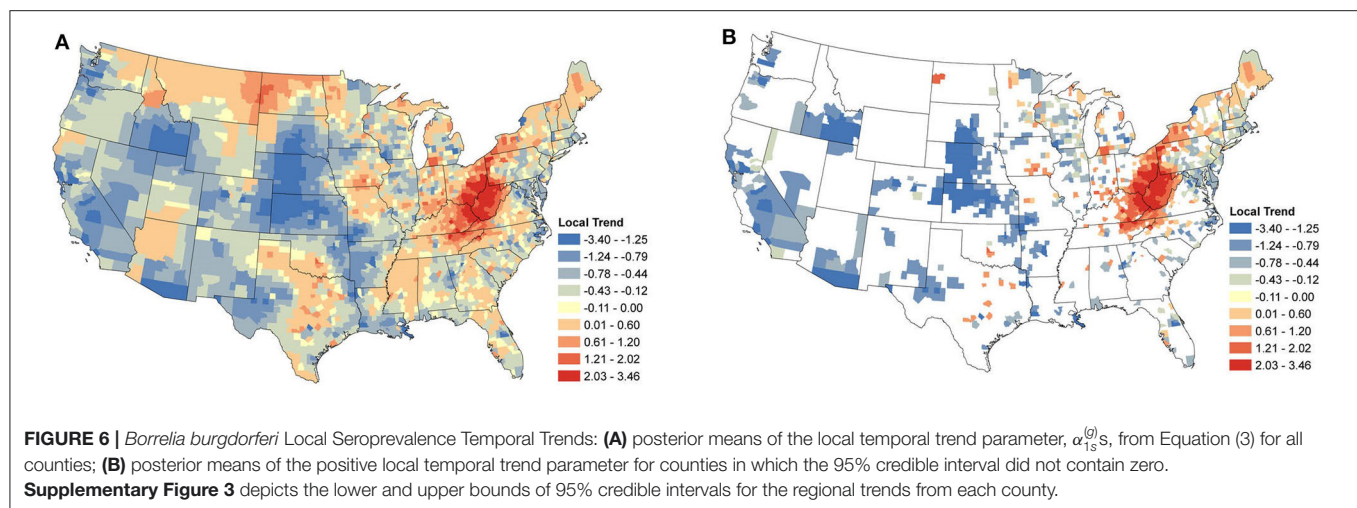 A
Local Trend
-3.40 - -1.25
-1.24 - -0.79
-0.78 - -0.44
-0.43 - -0.12
-0.11 - 0.00
0.01 - 0.60
0.61 - 1.20
1.21 - 2.02
2.03 - 3.46
B
Local Trend
-3.40 - -1.25
-1.24 - -0.79
-0.78 - -0.44
-0.43 - -0.12
-0.11 - 0.00
0.01 - 0.60
0.61 - 1.20
1.21 - 2.02
2.03 - 3.46
FIGURE 6 | Borrelia burgdorferi Local Seroprevalence Temporal Trends: (A) posterior means of the local temporal trend parameter, α_{1s}^{(g)}s, from Equation (3) for all
counties; (B) posterior means of the positive local temporal trend parameter for counties in which the 95% credible interval did not contain zero.
Supplementary Figure 3 depicts the lower and upper bounds of 95% credible intervals for the regional trends from each county.